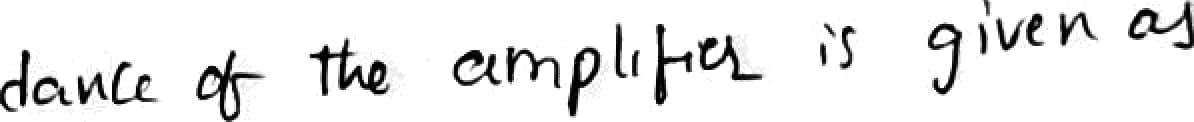 dance of the amplifier is given as